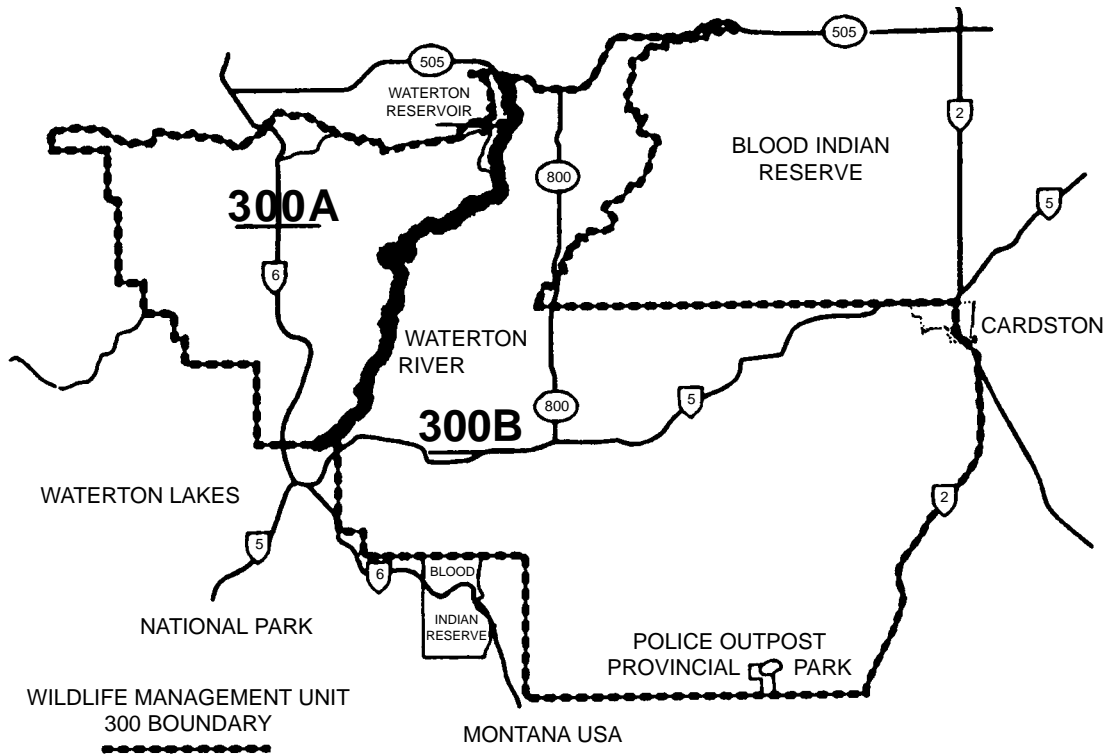 505
505
WATERTON
RESERVOIR
2
BLOOD INDIAN
RESERVE
800
5
300A
6
CARDSTON
WATERTON
RIVER
800
5
300B
WATERTON LAKES
2
5
6
BLOOD
INDIAN
RESERVE
NATIONAL PARK
POLICE OUTPOST
PROVINCIAL PARK
WILDLIFE MANAGEMENT UNIT
300 BOUNDARY
MONTANA USA